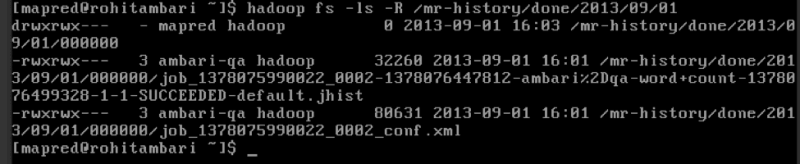 [mapred@rohitambari ~]$ hadoop fs -ls -R /mr-history/done/2013/09/01
drwxrwx---   - mapred hadoop          0 2013-09-01 16:03 /mr-history/done/2013/0
9/01/000000
-rwxrwx---   3 ambari-qa hadoop      32260 2013-09-01 16:01 /mr-history/done/201
3/09/01/000000/job_1378075990022_0002-1378076447812-ambari%2Dqa-word+count-13780
76499328-1-1-SUCCEEDED-default.jhist
-rwxrwx---   3 ambari-qa hadoop      80631 2013-09-01 16:01 /mr-history/done/201
3/09/01/000000/job_1378075990022_0002_conf.xml
[mapred@rohitambari ~]$ _